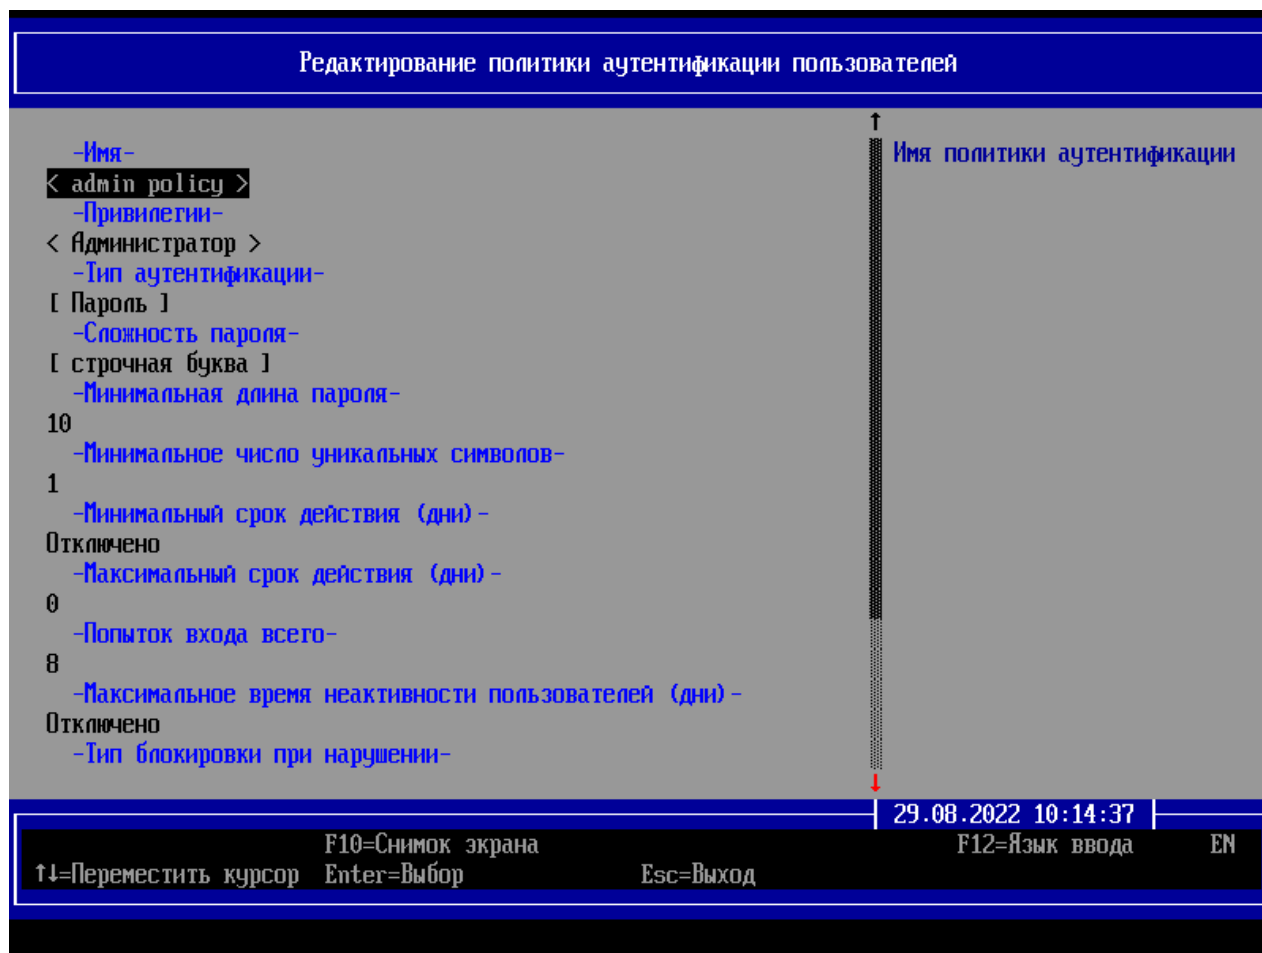 Редактирование политики аутентификации пользователей
↑
-Имя-
Имя политики аутентификации
< admin policy >
-Привилегии-
< Администратор >
-Тип аутентификации-
[ Пароль ]
-Сложность пароля-
[ строчная буква ]
-Минимальная длина пароля-
10
-Минимальное число уникальных символов-
1
-Минимальный срок действия (дни)-
Отключено
-Максимальный срок действия (дни)-
0
-Попыток входа всего-
8
-Максимальное время неактивности пользователей (дни)-
Отключено
-Тип блокировки при нарушении-
↓
29.08.2022 10:14:37
F10=Снимок экрана F12=Язык ввода EN
↑↓=Переместить курсор Enter=Выбор Esc=Выход